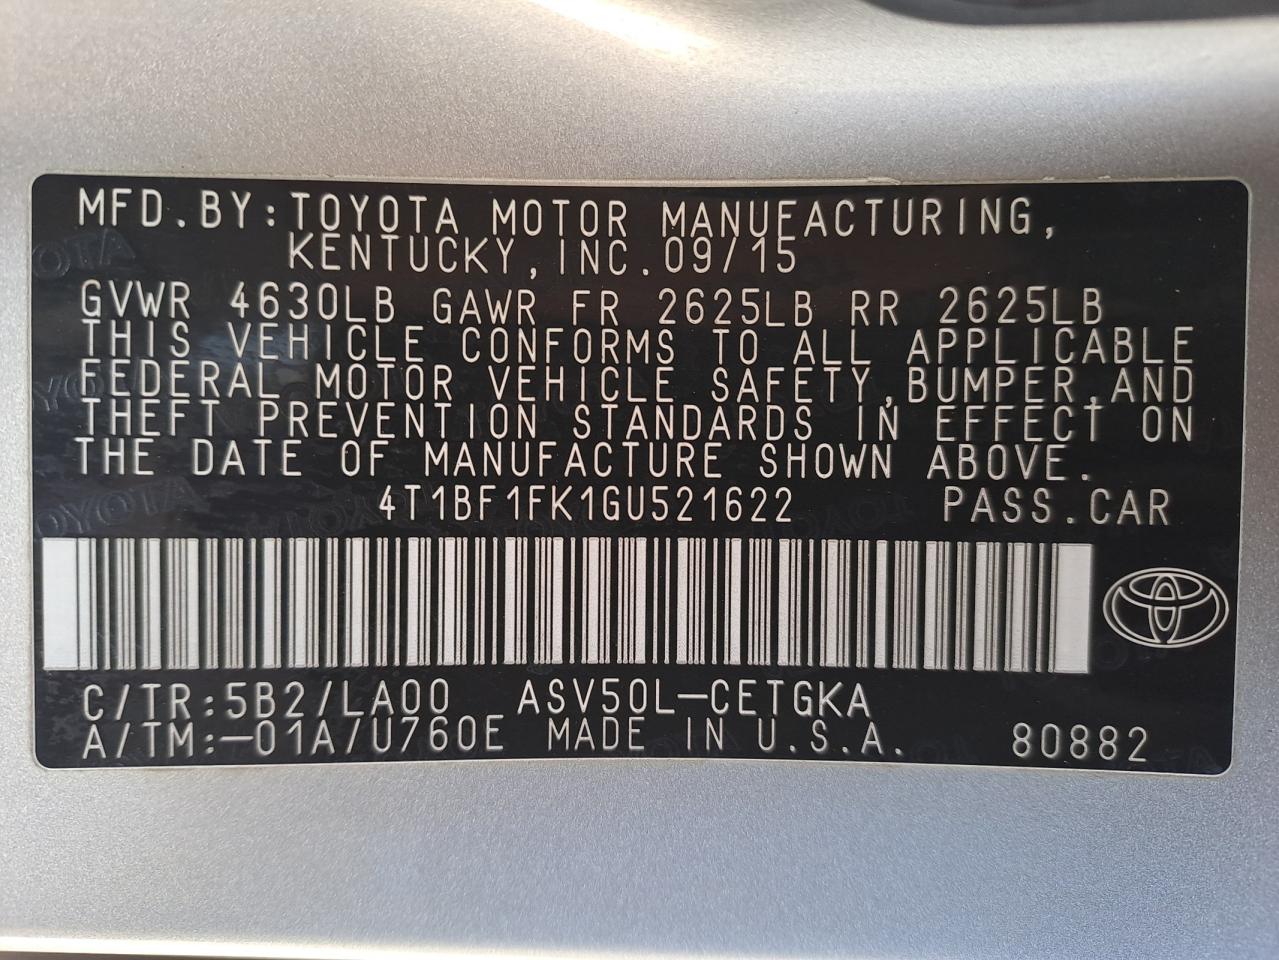 MFD.BY:TOYOTA MOTOR MANUFACTURING,
KENTUCKY,INC.09/15
GVWR 4630LB GAWR FR 2625LB RR 2625LB
THIS VEHICLE CONFORMS TO ALL APPLICABLE
FEDERAL MOTOR VEHICLE SAFETY,BUMPER,AND
THEFT PREVENTION STANDARDS IN EFFECT ON
THE DATE OF MANUFACTURE SHOWN ABOVE.
4T1BF1FK1GU521622 PASS.CAR
C/TR:5B2/LA00 ASV50L-CETGKA
A/TM:-01A/U760E MADE IN U.S.A. 80882